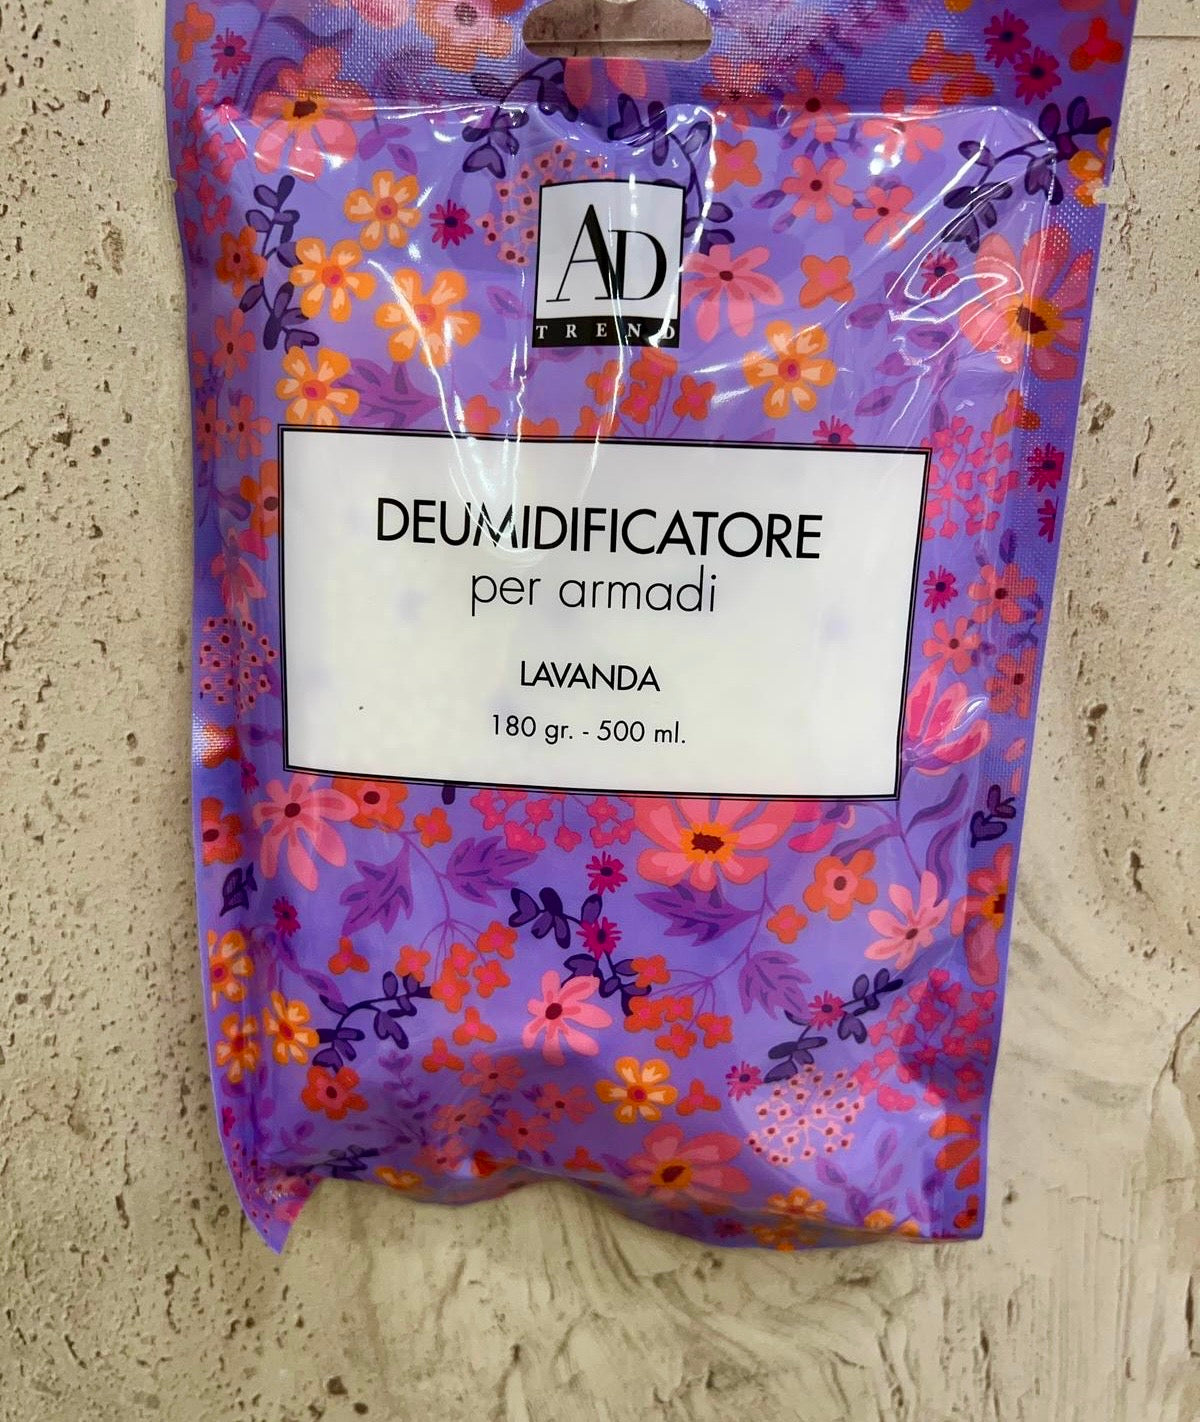 AD
TREND
DEUMIDIFICATORE
per armadi
LAVANDA
180 gr. - 500 ml.